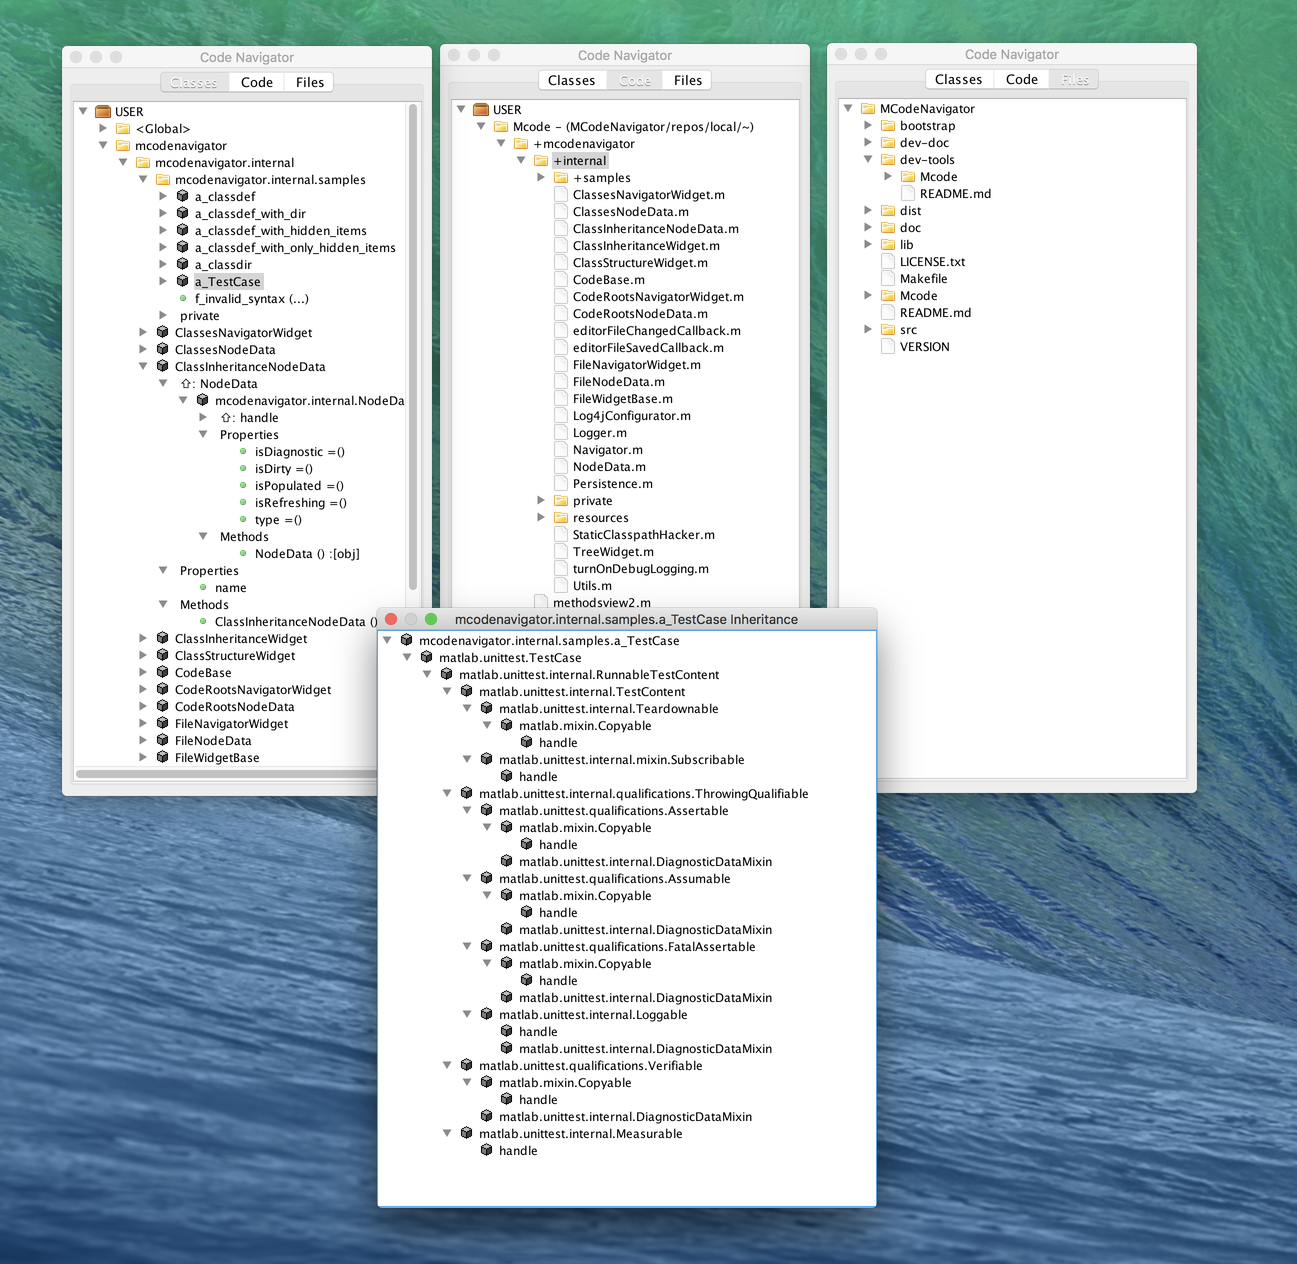 Code Navigator
Classes Code Files
USER
<Global>
mcodenavigator
mcodenavigator.internal
mcodenavigator.internal.samples
a_classdef
a_classdef_with_dir
a_classdef_with_hidden_items
a_classdef_with_only_hidden_items
a_classdir
a_TestCase
f_invalid_syntax (...)
private
ClassesNavigatorWidget
ClassesNodeData
ClassInheritanceNodeData
: NodeData
mcodenavigator.internal.NodeDa
: handle
Properties
isDiagnostic =()
isDirty =()
isPopulated =()
isRefreshing =()
type =()
Methods
NodeData () :[obj]
Properties
name
Methods
ClassInheritanceNodeData ()
ClassInheritanceWidget
ClassStructureWidget
CodeBase
CodeRootsNavigatorWidget
CodeRootsNodeData
FileNavigatorWidget
FileNodeData
FileWidgetBase
Code Navigator
Classes Code Files
USER
Mcode - (MCodeNavigator/repos/local/~)
+mcodenavigator
+internal
+samples
ClassesNavigatorWidget.m
ClassesNodeData.m
ClassInheritanceNodeData.m
ClassInheritanceWidget.m
ClassStructureWidget.m
CodeBase.m
CodeRootsNavigatorWidget.m
CodeRootsNodeData.m
editorFileChangedCallback.m
editorFileSavedCallback.m
FileNavigatorWidget.m
FileNodeData.m
FileWidgetBase.m
Log4jConfigurator.m
Logger.m
Navigator.m
NodeData.m
Persistence.m
private
resources
StaticClasspathHacker.m
TreeWidget.m
turnOnDebugLogging.m
Utils.m
methodsview2.m
Code Navigator
Classes Code Files
MCodeNavigator
bootstrap
dev-doc
dev-tools
Mcode
README.md
dist
doc
lib
LICENSE.txt
Makefile
Mcode
README.md
src
VERSION
mcodenavigator.internal.samples.a_TestCase Inheritance
mcodenavigator.internal.samples.a_TestCase
matlab.unittest.TestCase
matlab.unittest.internal.RunnableTestContent
matlab.unittest.internal.TestContent
matlab.unittest.internal.Teardownable
matlab.mixin.Copyable
handle
matlab.unittest.internal.mixin.Subscribable
handle
matlab.unittest.internal.qualifications.ThrowingQualifiable
matlab.unittest.qualifications.Assertable
matlab.mixin.Copyable
handle
matlab.unittest.internal.DiagnosticDataMixin
matlab.unittest.qualifications.Assumable
matlab.mixin.Copyable
handle
matlab.unittest.internal.DiagnosticDataMixin
matlab.unittest.qualifications.FatalAssertable
matlab.mixin.Copyable
handle
matlab.unittest.internal.DiagnosticDataMixin
matlab.unittest.internal.Loggable
handle
matlab.unittest.internal.DiagnosticDataMixin
matlab.unittest.qualifications.Verifiable
matlab.mixin.Copyable
handle
matlab.unittest.internal.DiagnosticDataMixin
matlab.unittest.internal.Measurable
handle